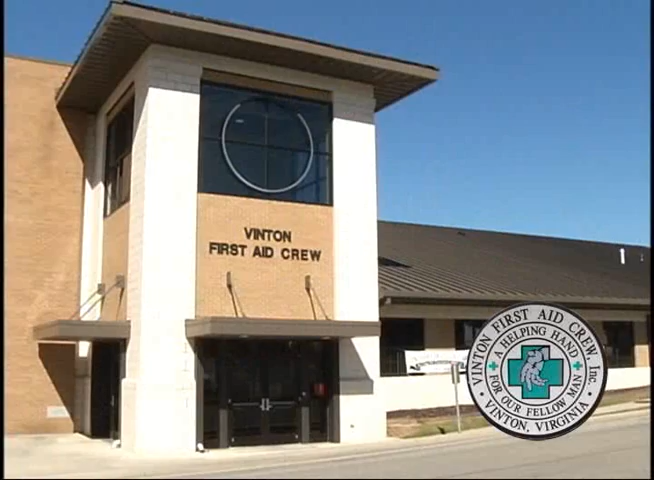 VINTON
FIRST AID CREW
VINTON FIRST AID CREW, Inc.
A HELPING HAND
FOR OUR FELLOW MAN
VINTON, VIRGINIA